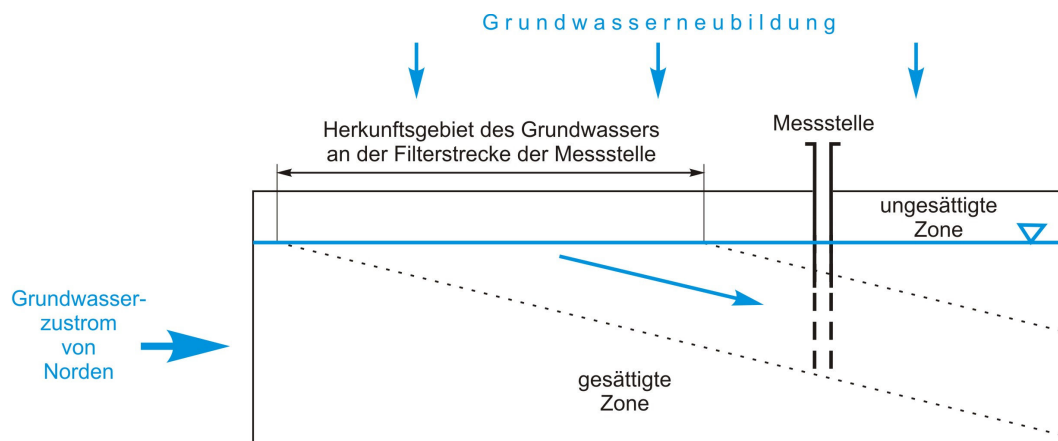 Grundwasserneubildung
Herkunftsgebiet des Grundwassers
an der Filterstrecke der Messstelle
Messstelle
ungesättigte
Zone
Grundwasser-
zustrom
von
Norden
gesättigte
Zone